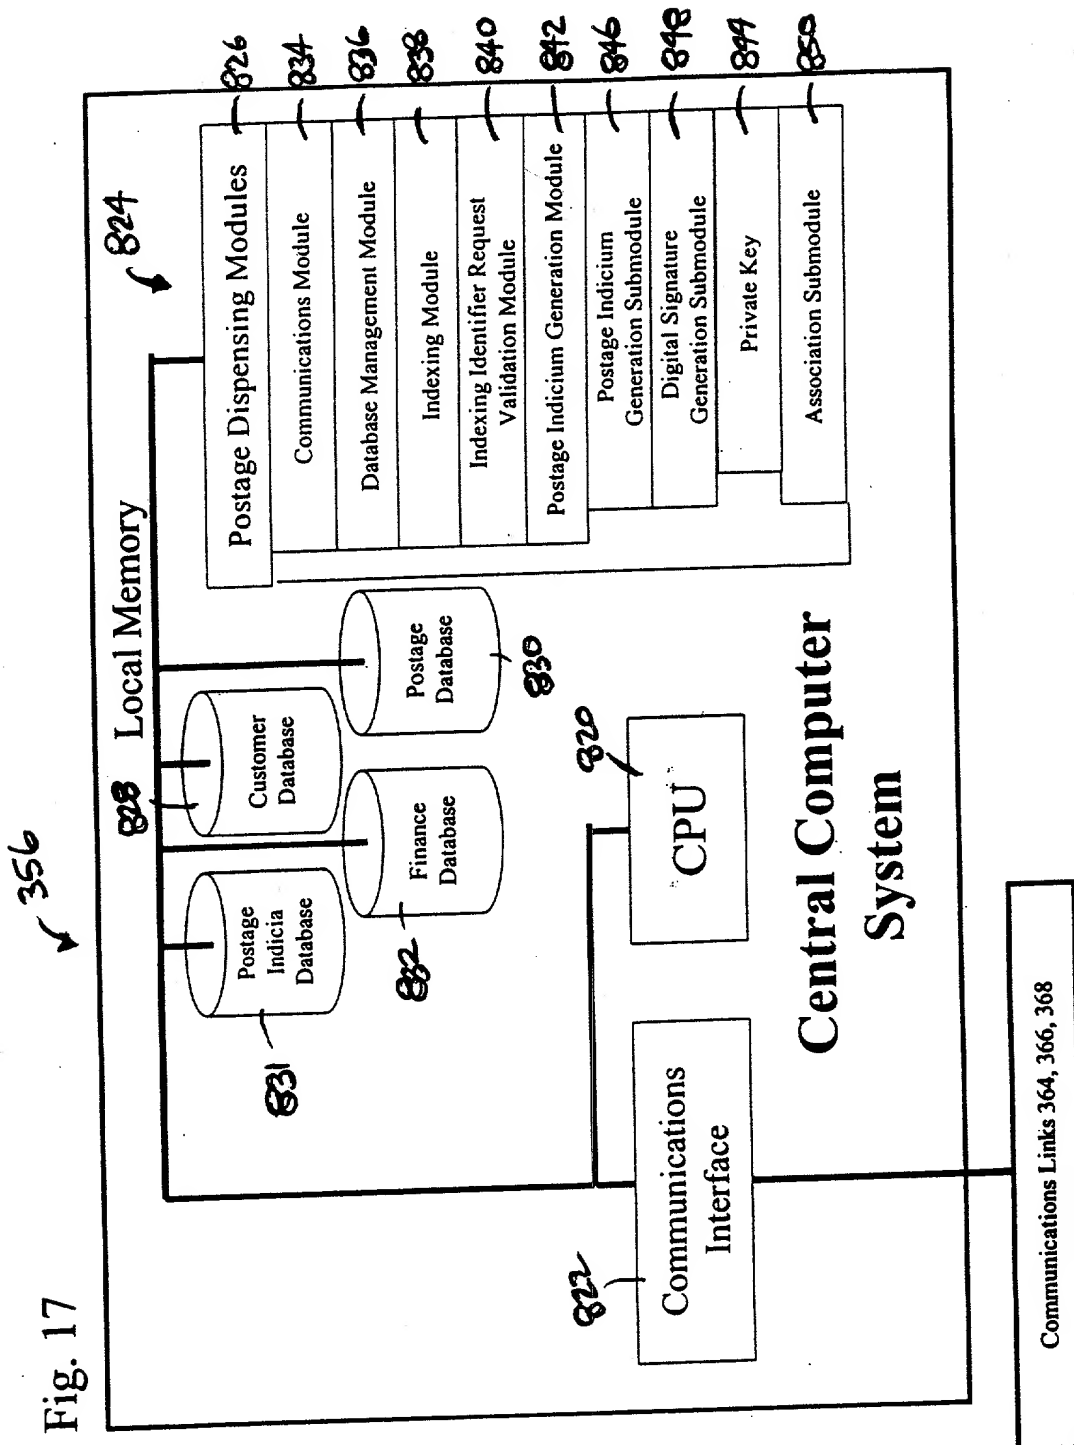 Fig. 17
356
Local Memory
824
828
Postage
Indicia
Database
831
Customer
Database
Finance
Database
832
Postage
Database
830
Postage Dispensing Modules
826
Communications Module
834
Database Management Module
836
Indexing Module
838
Indexing Identifier Request
Validation Module
840
Postage Indicium Generation Module
842
Postage Indicium
Generation Submodule
846
Digital Signature
Generation Submodule
848
Private Key
844
Association Submodule
850
822
Communications
Interface
820
CPU
Central Computer
System
Communications Links 364, 366, 368